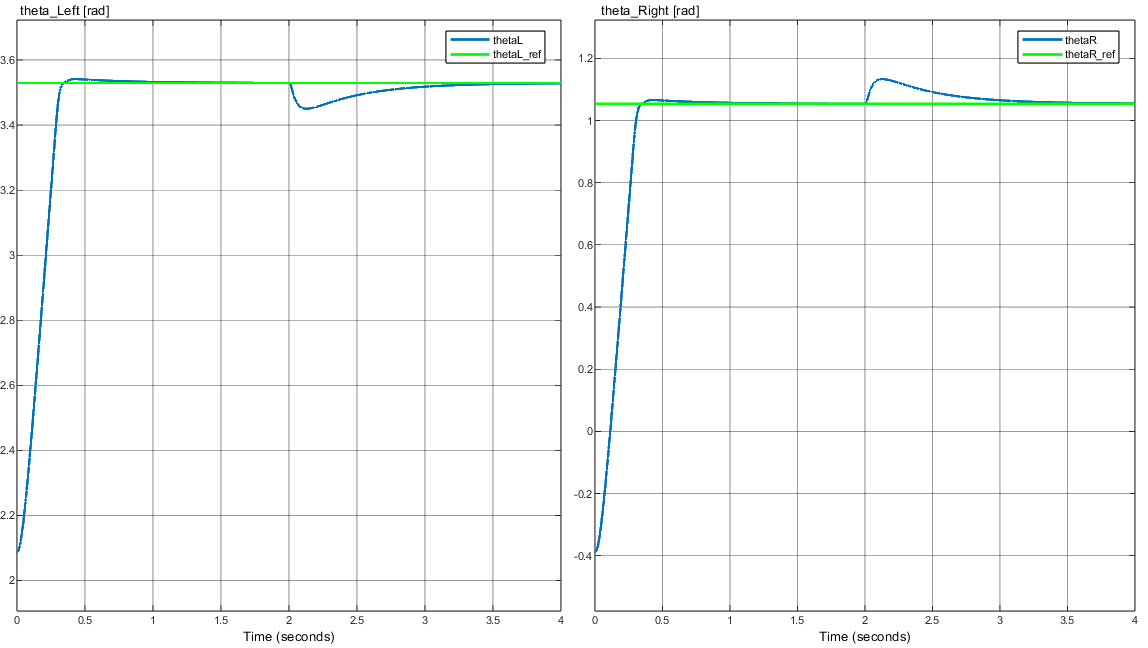 theta_Left [rad]
thetaL
thetaL_ref
3.6
3.4
3.2
3
2.8
2.6
2.4
2.2
2
0 0.5 1 1.5 2 2.5 3 3.5 4
Time (seconds)
theta_Right [rad]
thetaR
thetaR_ref
1.2
1
0.8
0.6
0.4
0.2
0
-0.2
-0.4
0 0.5 1 1.5 2 2.5 3 3.5 4
Time (seconds)